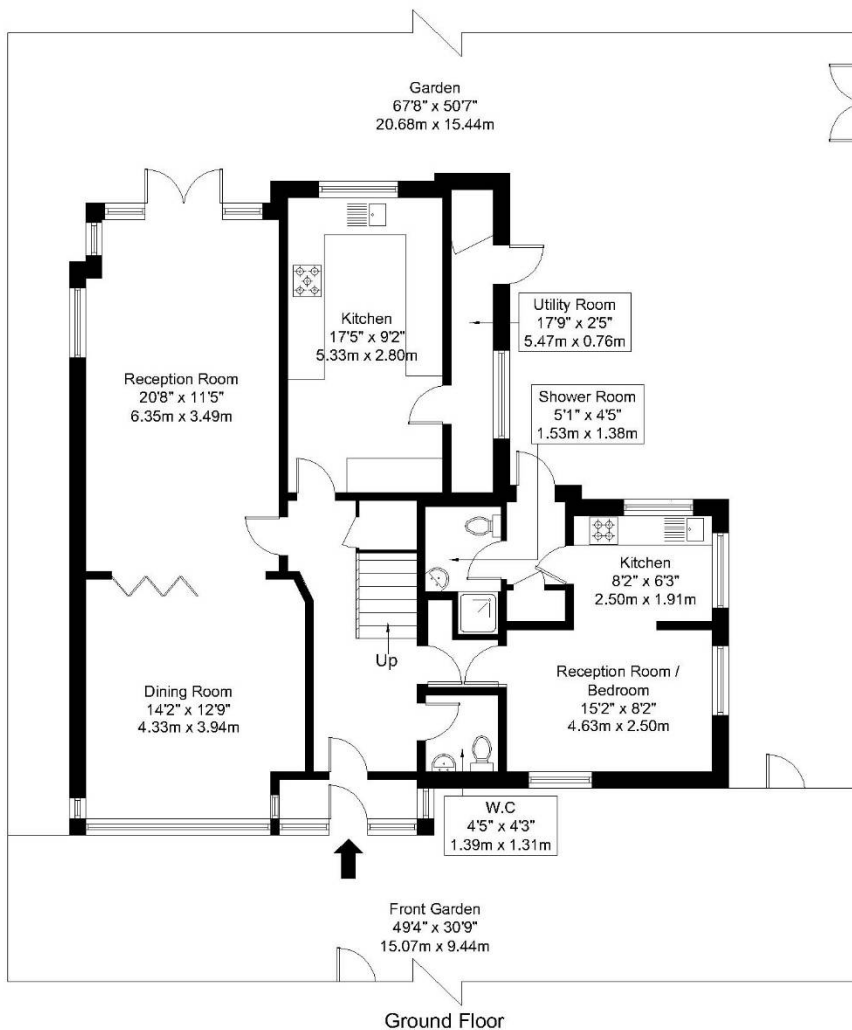 Garden
67'8" x 50'7"
20.68m x 15.44m
Utility Room
17'9" x 2'5"
5.47m x 0.76m
Kitchen
17'5" x 9'2"
5.33m x 2.80m
Reception Room
20'8" x 11'5"
6.35m x 3.49m
Shower Room
5'1" x 4'5"
1.53m x 1.38m
Kitchen
8'2" x 6'3"
2.50m x 1.91m
Up
Reception Room /
Bedroom
15'2" x 8'2"
4.63m x 2.50m
Dining Room
14'2" x 12'9"
4.33m x 3.94m
W.C
4'5" x 4'3"
1.39m x 1.31m
Front Garden
49'4" x 30'9"
15.07m x 9.44m
Ground Floor